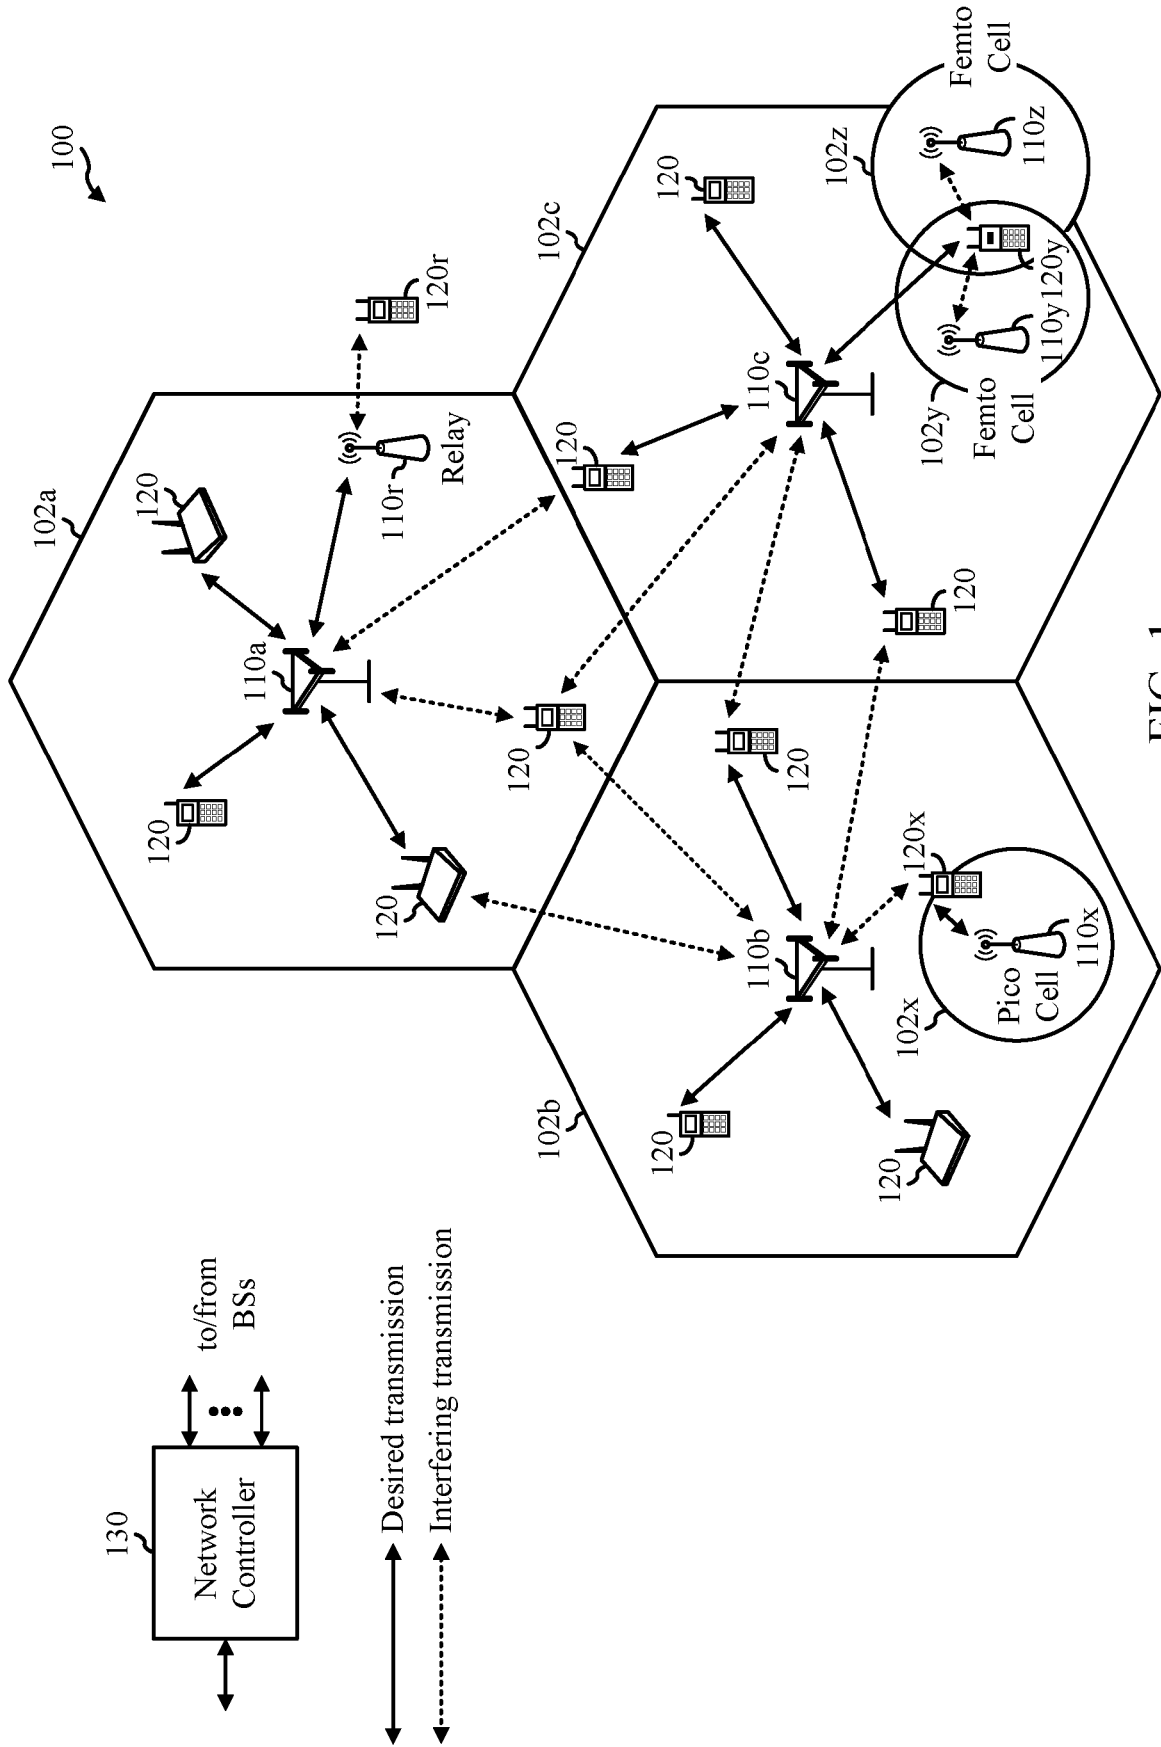 100
130
Network
Controller
to/from
BSs
Desired transmission
Interfering transmission
102a
120
120
110a
120
110r
Relay
120r
120
120
102b
120
110b
120
120
102x
Pico
Cell
110x
120x
102c
120
110c
120
102y
Femto
Cell
110y
120y
102z
110z
Femto
Cell
FIG. 1